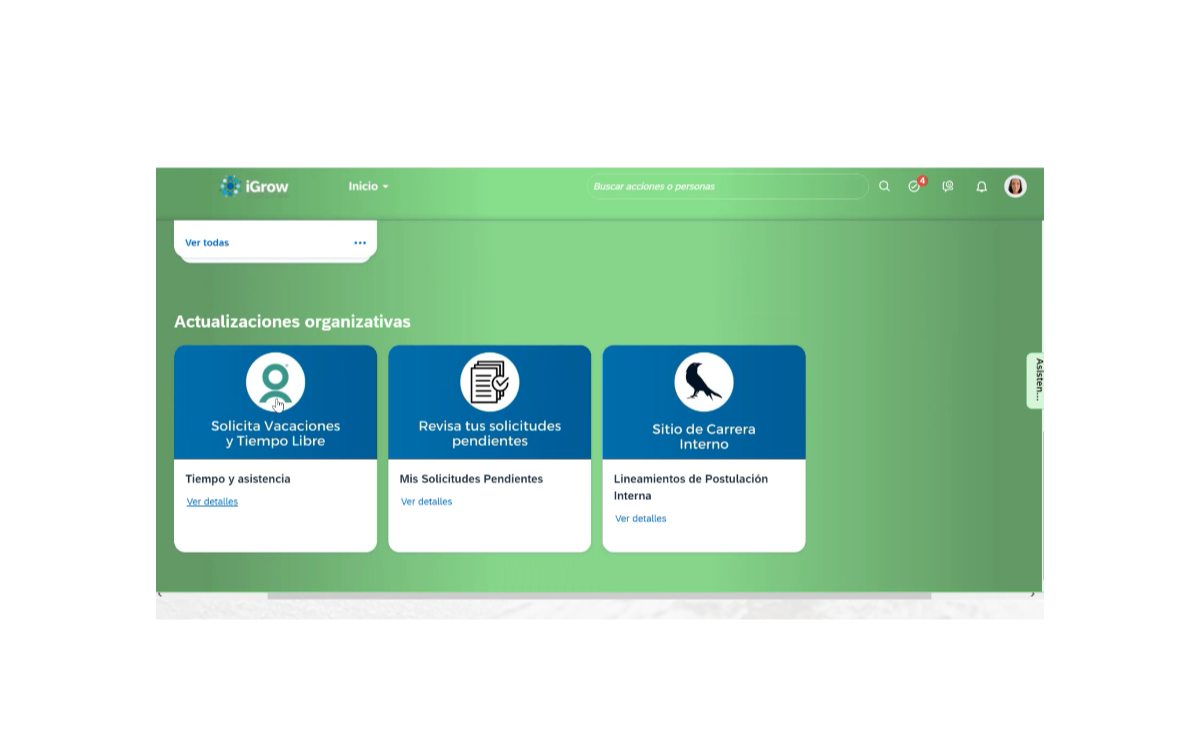 iGrow
Inicio
Buscar acciones o personas
4
Ver todas
Actualizaciones organizativas
Solicita Vacaciones
y Tiempo Libre
Tiempo y asistencia
Ver detalles
Revisa tus solicitudes
pendientes
Mis Solicitudes Pendientes
Ver detalles
Sitio de Carrera
Interno
Lineamientos de Postulación
Interna
Ver detalles
Asisten...